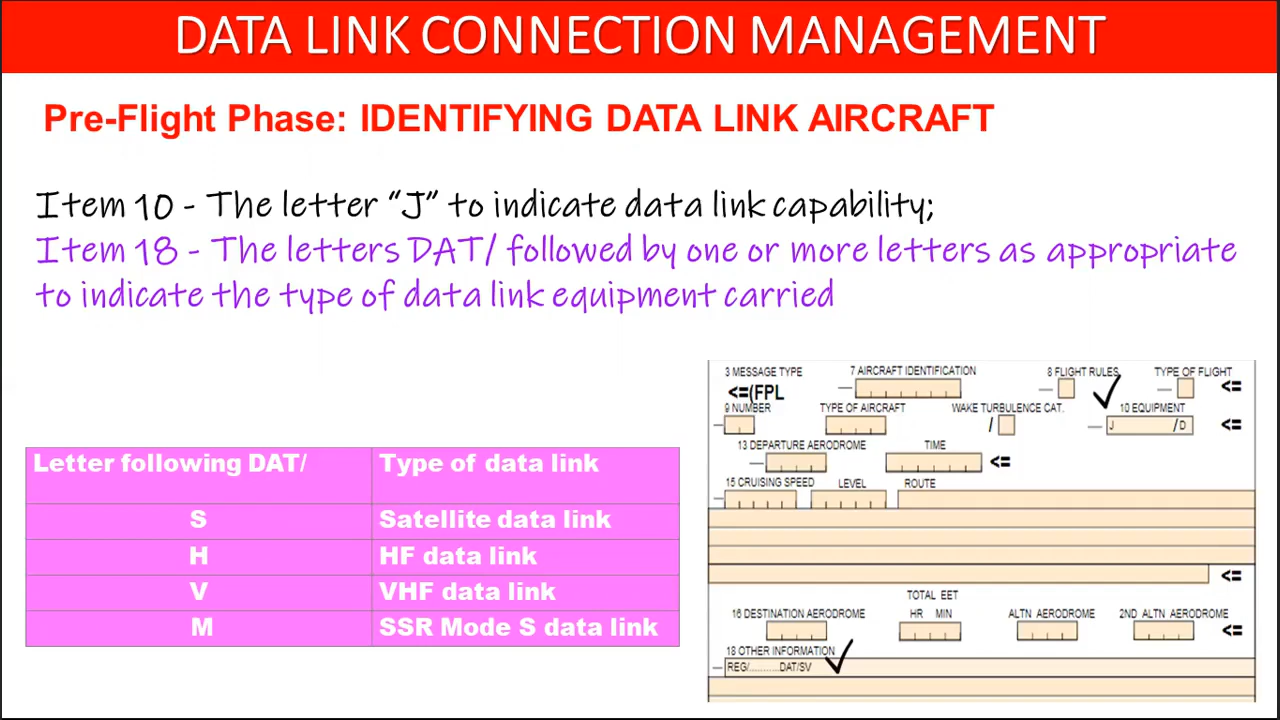 DATA LINK CONNECTION MANAGEMENT
Pre-Flight Phase: IDENTIFYING DATA LINK AIRCRAFT
Item 10 - The letter “J” to indicate data link capability;
Item 18 - The letters DAT/ followed by one or more letters as appropriate
to indicate the type of data link equipment carried
Letter following DAT/ Type of data link
S Satellite data link
H HF data link
V VHF data link
M SSR Mode S data link
3 MESSAGE TYPE 7 AIRCRAFT IDENTIFICATION 8 FLIGHT RULES TYPE OF FLIGHT
<=(FPL — — — <=
9 NUMBER TYPE OF AIRCRAFT WAKE TURBULENCE CAT. 10 EQUIPMENT
— / — J /D <=
13 DEPARTURE AERODROME TIME
— <=
15 CRUISING SPEED LEVEL ROUTE
—
<=
TOTAL EET
16 DESTINATION AERODROME HR MIN ALTN AERODROME 2ND ALTN AERODROME
<=
18 OTHER INFORMATION
— REG/...........DAT/SV